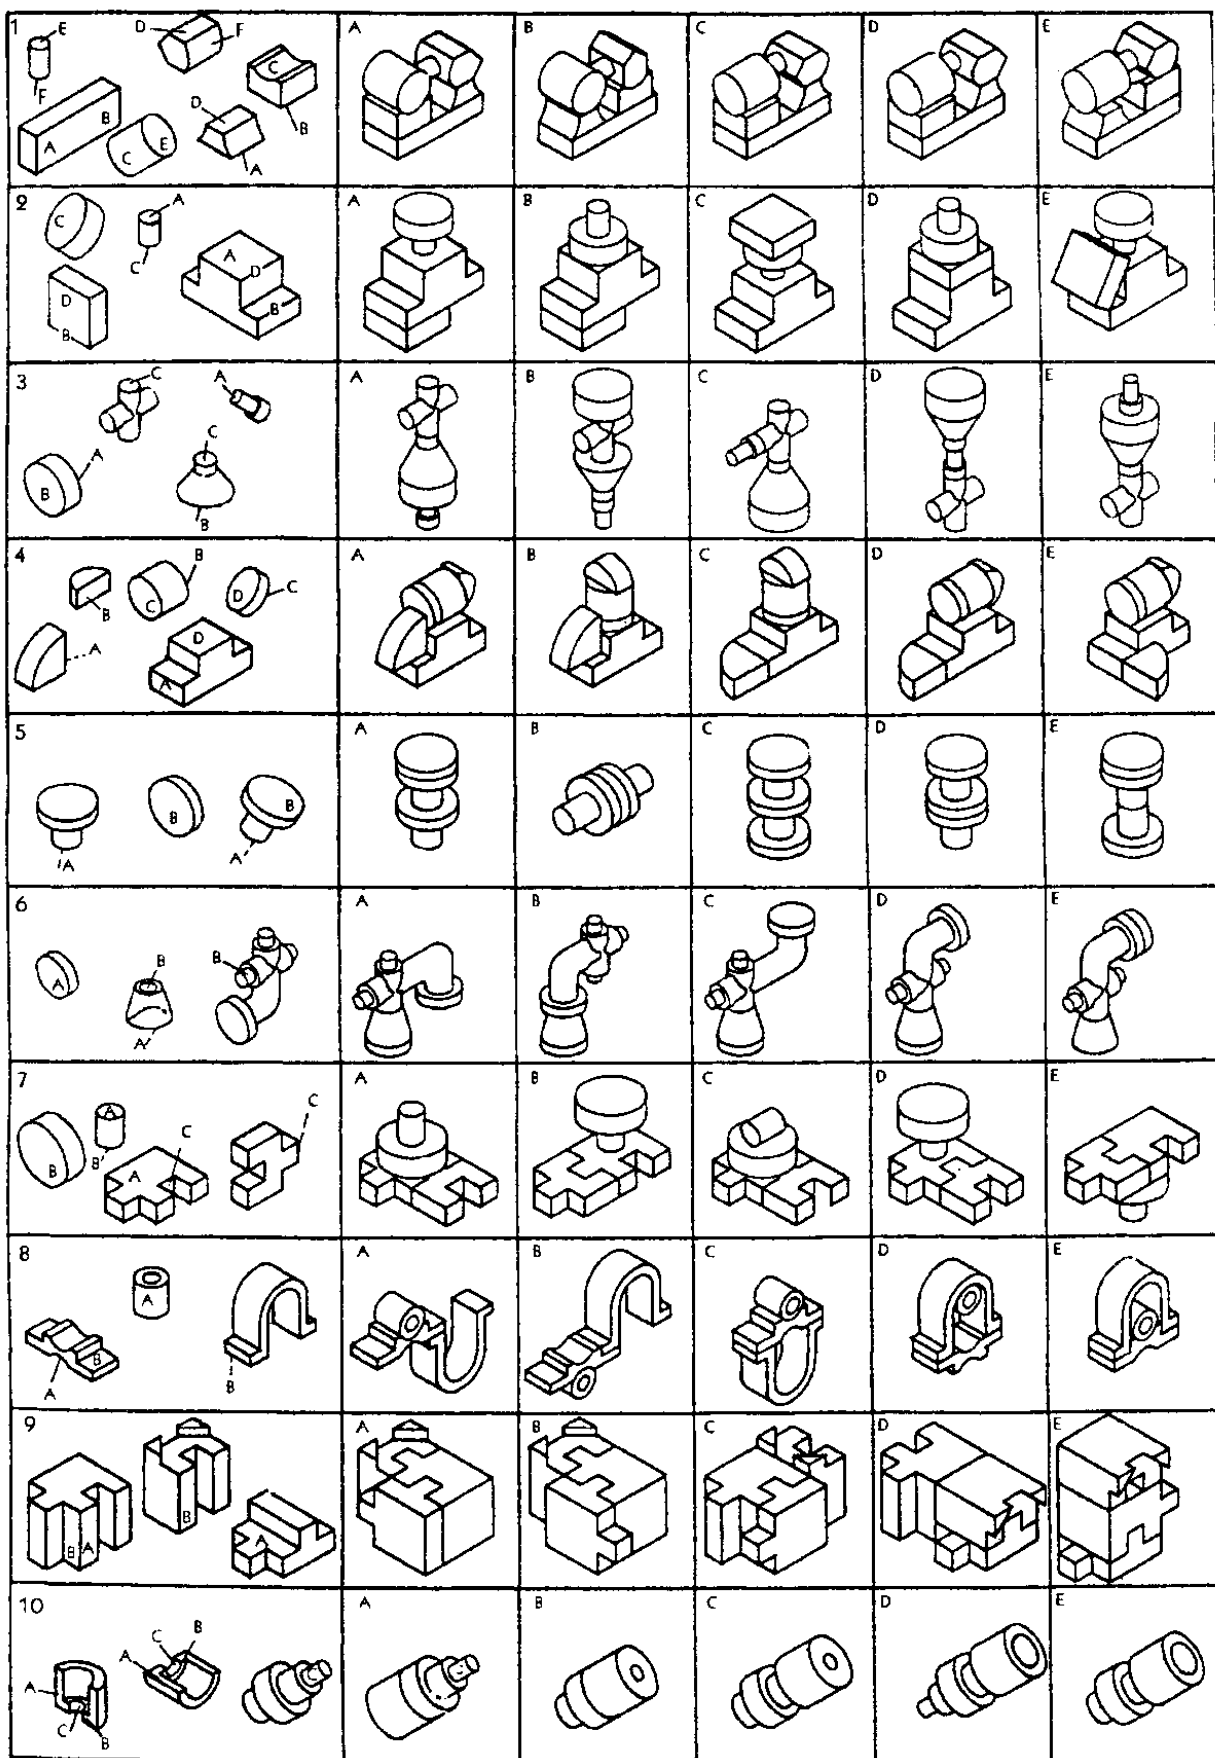 1 E D F A B C D E
C
F D B
B
A C E A
2 C A A B C D E
A
C D
D B
B
3 C A A B C D E
C
A
B
B
4 B A B C D E
D C
C B
D
A
A
5 A B C D E
B B
A A
6 A B C D E
B B
A
A
7 A C A B C D E
C
B B A
8 A B C D E
A
B
A B
9 A B C D E
B
B A A
10 A B C D E
C B
A
A
C B